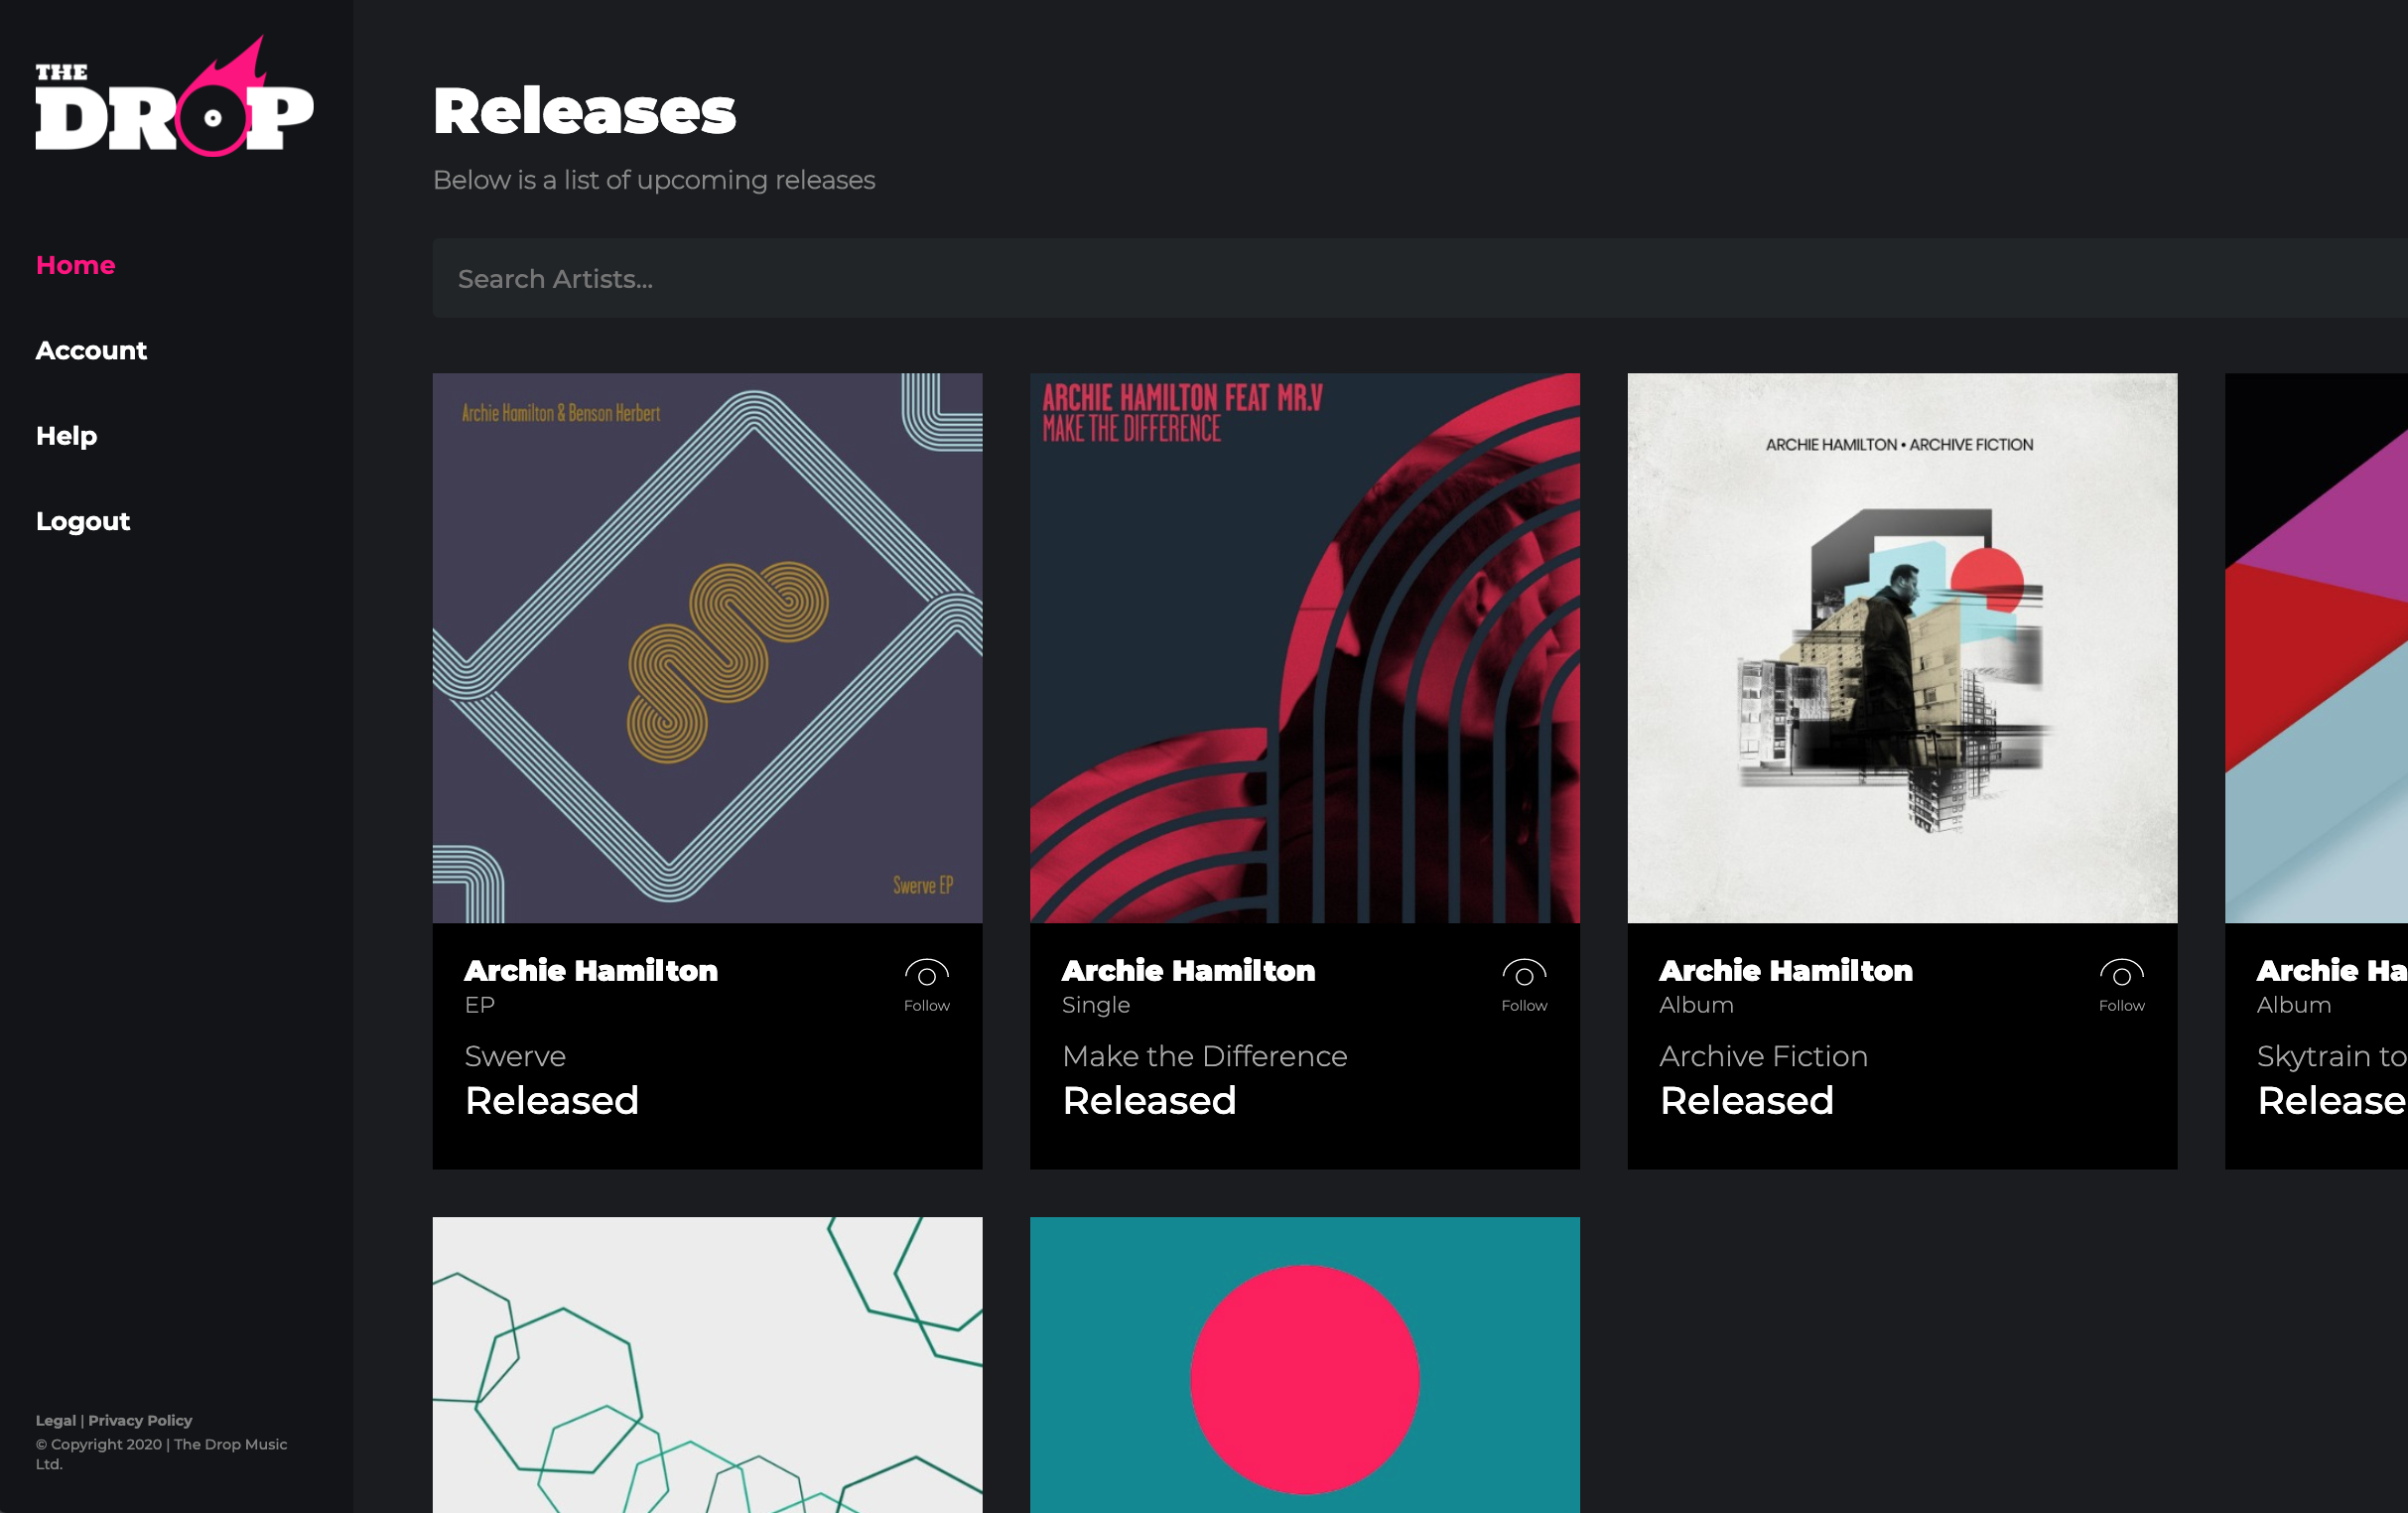 THE
DROP
Home
Account
Help
Logout
Legal | Privacy Policy
© Copyright 2020 | The Drop Music
Ltd.
Releases
Below is a list of upcoming releases
Search Artists...
Archie Hamilton & Benson Herbert
Swerve EP
Archie Hamilton
EP
Follow
Swerve
Released
ARCHIE HAMILTON FEAT MR.V
MAKE THE DIFFERENCE
Archie Hamilton
Single
Follow
Make the Difference
Released
ARCHIE HAMILTON • ARCHIVE FICTION
Archie Hamilton
Album
Follow
Archive Fiction
Released
Archie Ha
Album
Skytrain to
Release